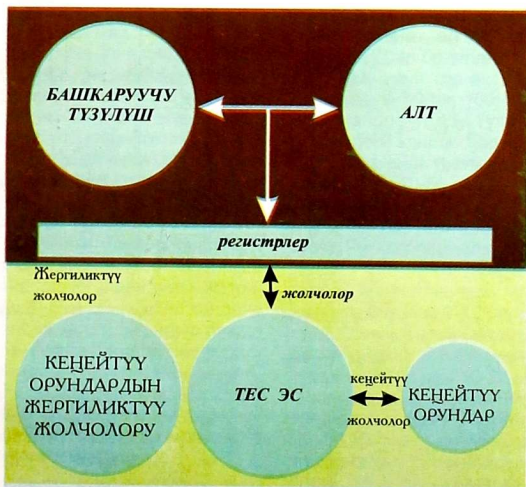 БАШКАРУУЧУ
ТҮЗҮЛҮШ
АЛТ
регистрлер
Жергиликтүү
жолчолор
жолчолор
КЕҢЕЙТҮҮ
ОРУНДАРДЫН
ЖЕРГИЛИКТҮҮ
ЖОЛЧОЛОРУ
ТЕС ЭС
кеңейтүү
жолчолор
КЕҢЕЙТҮҮ
ОРУНДАР